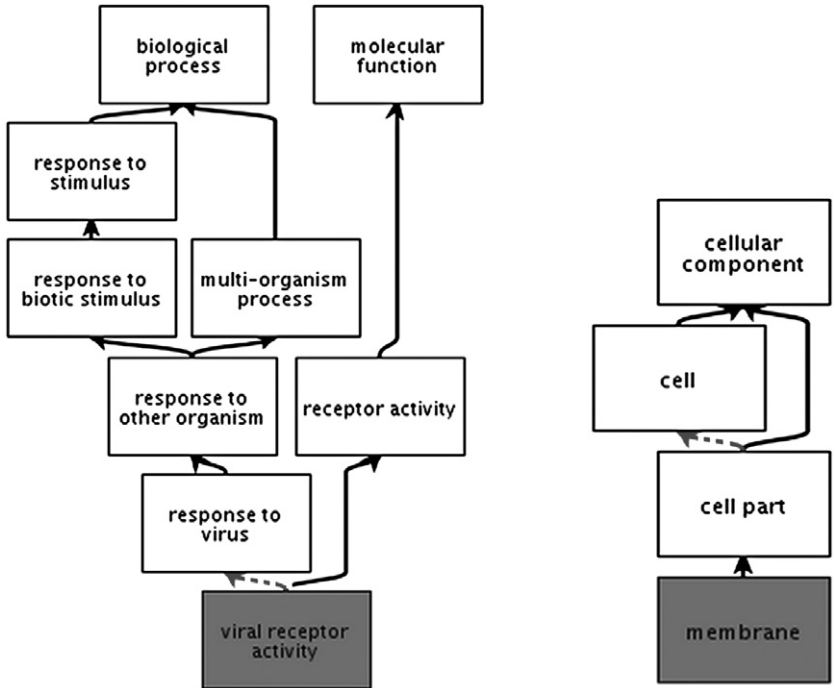 biological
process
molecular
function
response to
stimulus
response to
biotic stimulus
multi-organism
process
response to
other organism
receptor activity
response to
virus
viral receptor
activity
cellular
component
cell
cell part
membrane